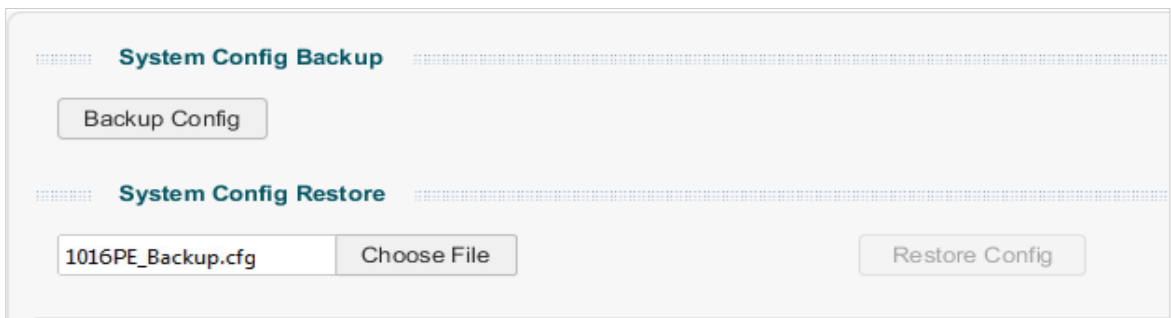 System Config Backup
Backup Config
System Config Restore
1016PE_Backup.cfg Choose File Restore Config